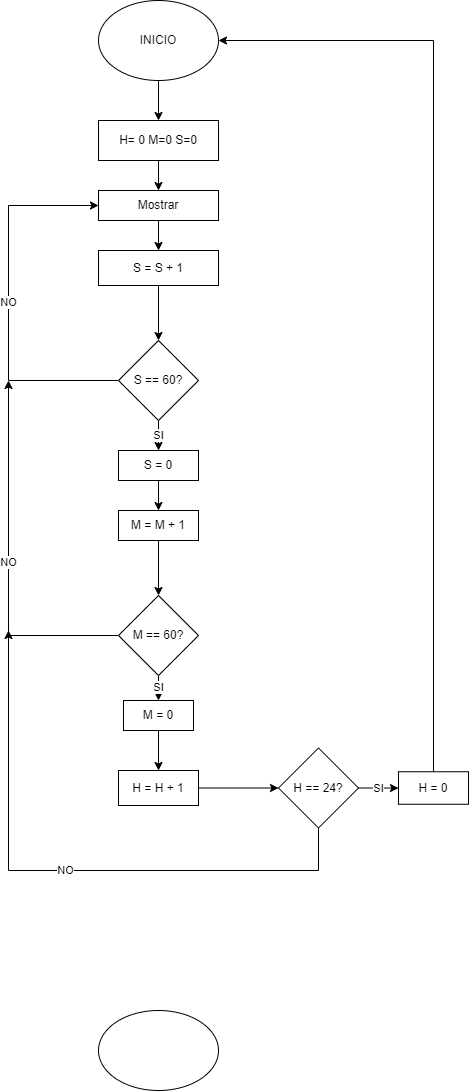 INICIO
H= 0 M=0 S=0
Mostrar
S = S + 1
NO
S == 60?
SI
S = 0
M = M + 1
NO
M == 60?
SI
M = 0
H = H + 1
H == 24?
SI
H = 0
NO